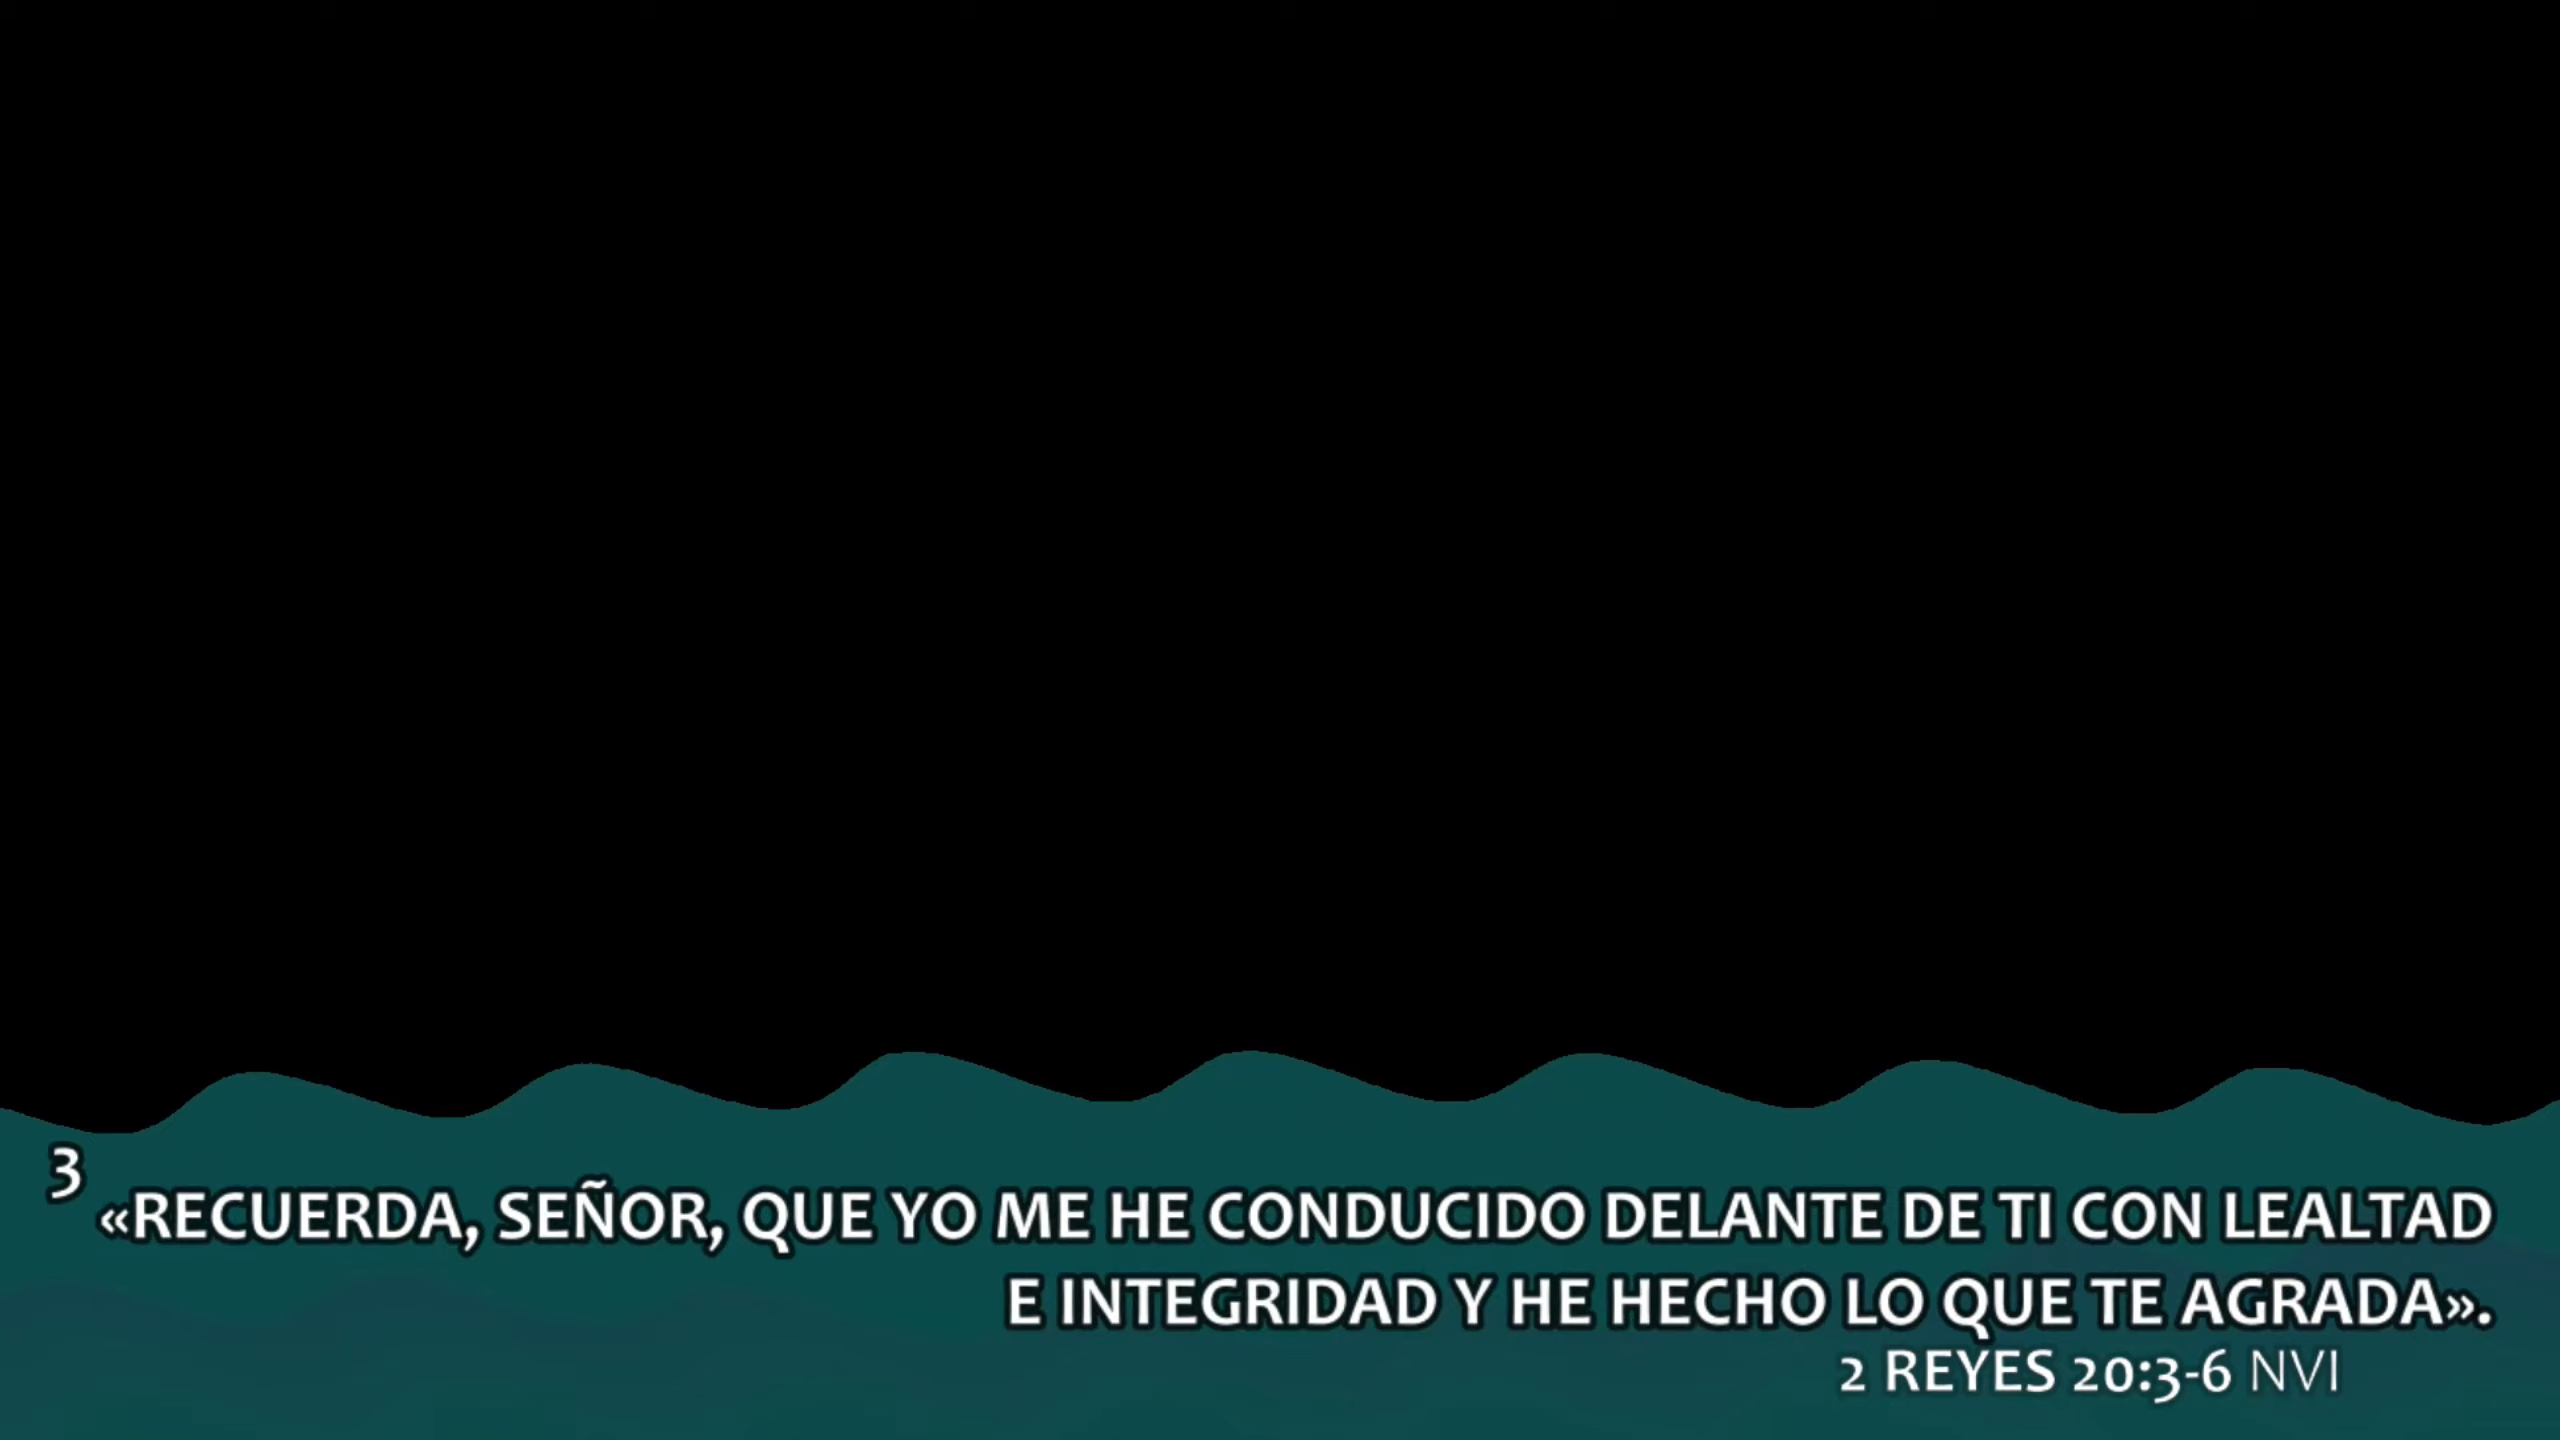 3
«RECUERDA, SEÑOR, QUE YO ME HE CONDUCIDO DELANTE DE TI CON LEALTAD
E INTEGRIDAD Y HE HECHO LO QUE TE AGRADA».
2 REYES 20:3-6 NVI